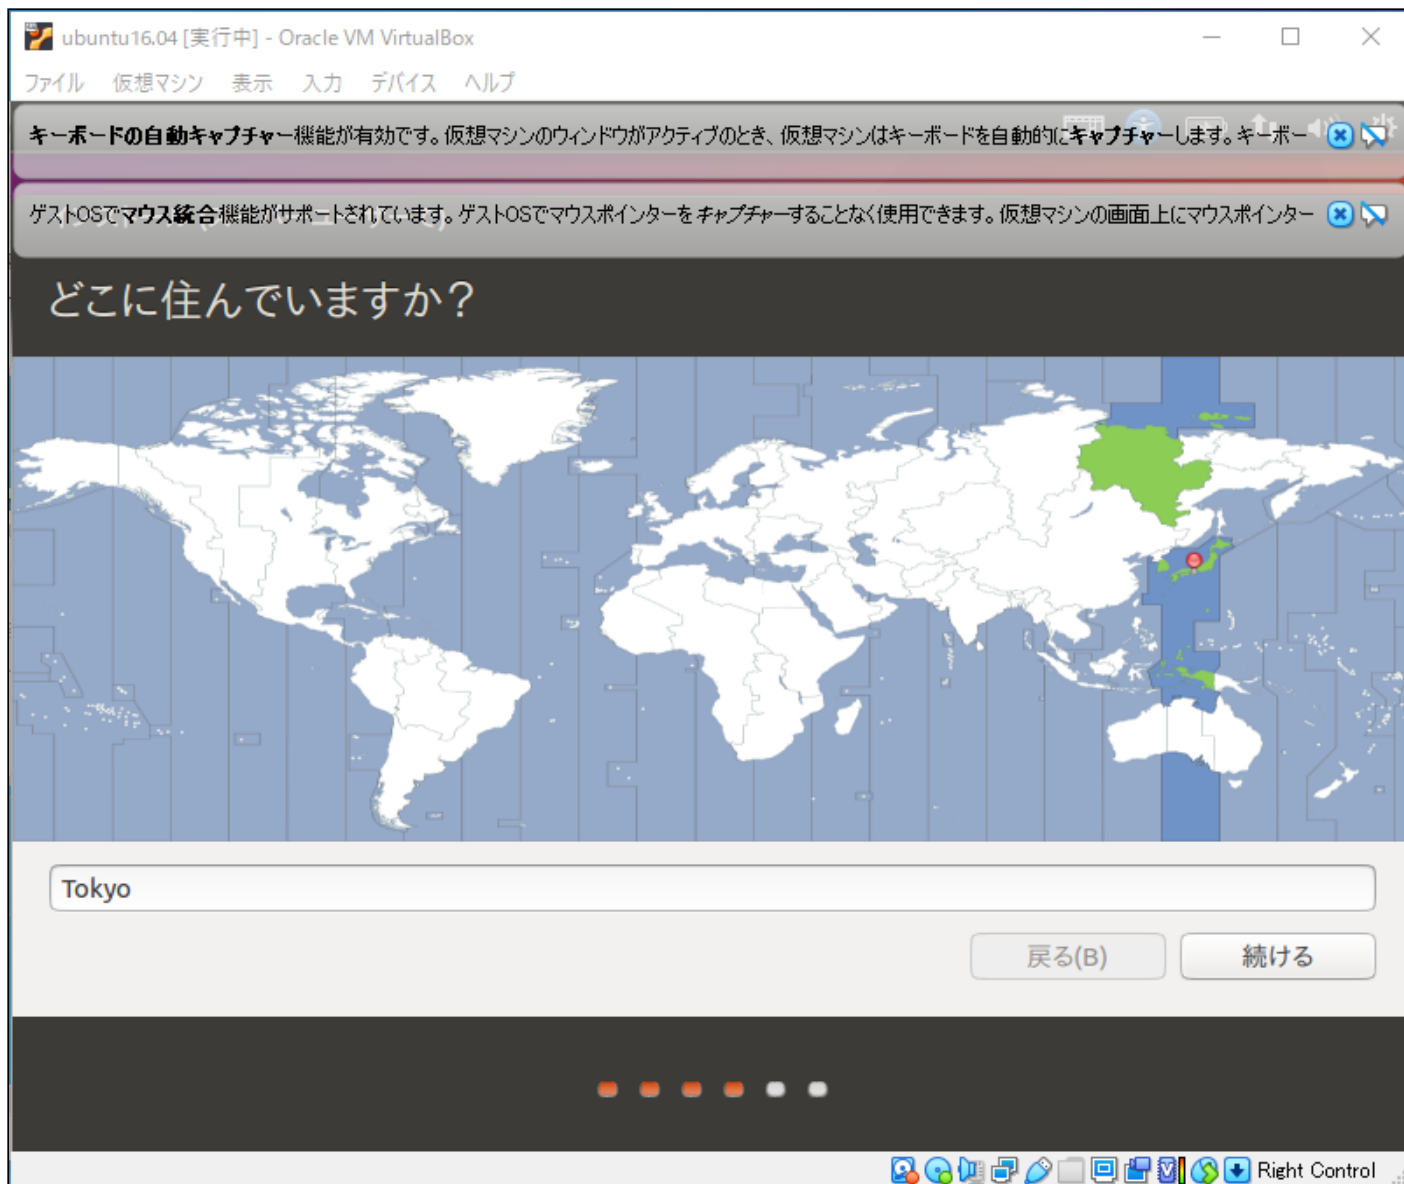 ubuntu16.04 [実行中] - Oracle VM VirtualBox
ファイル 仮想マシン 表示 入力 デバイス ヘルプ
キーボードの自動キャプチャー機能が有効です。仮想マシンのウィンドウがアクティブのとき、仮想マシンはキーボードを自動的にキャプチャーします。キーボー
ゲストOSでマウス統合機能がサポートされています。ゲストOSでマウスポインターをキャプチャーすることなく使用できます。仮想マシンの画面上にマウスポインター
どこに住んでいますか?
Tokyo
戻る(B) 続ける
Right Control